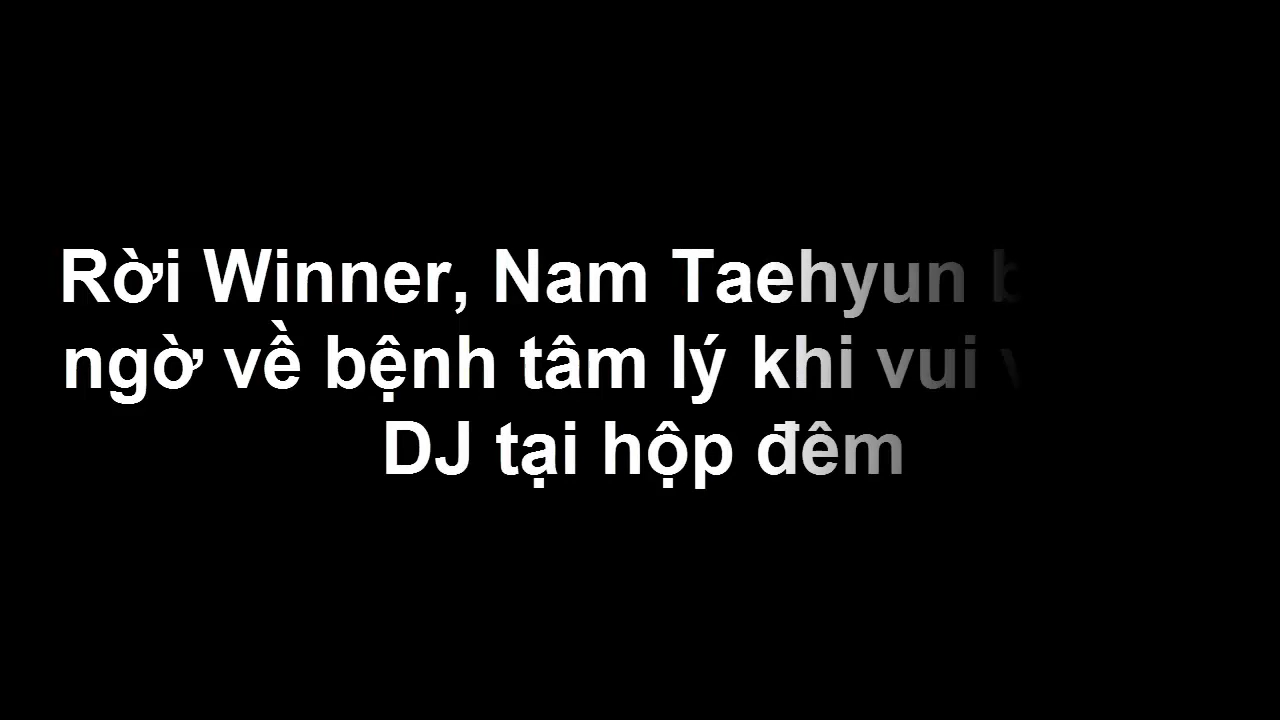 Rời Winner, Nam Taehyun
ngờ về bệnh tâm lý khi vui
DJ tại hộp đêm